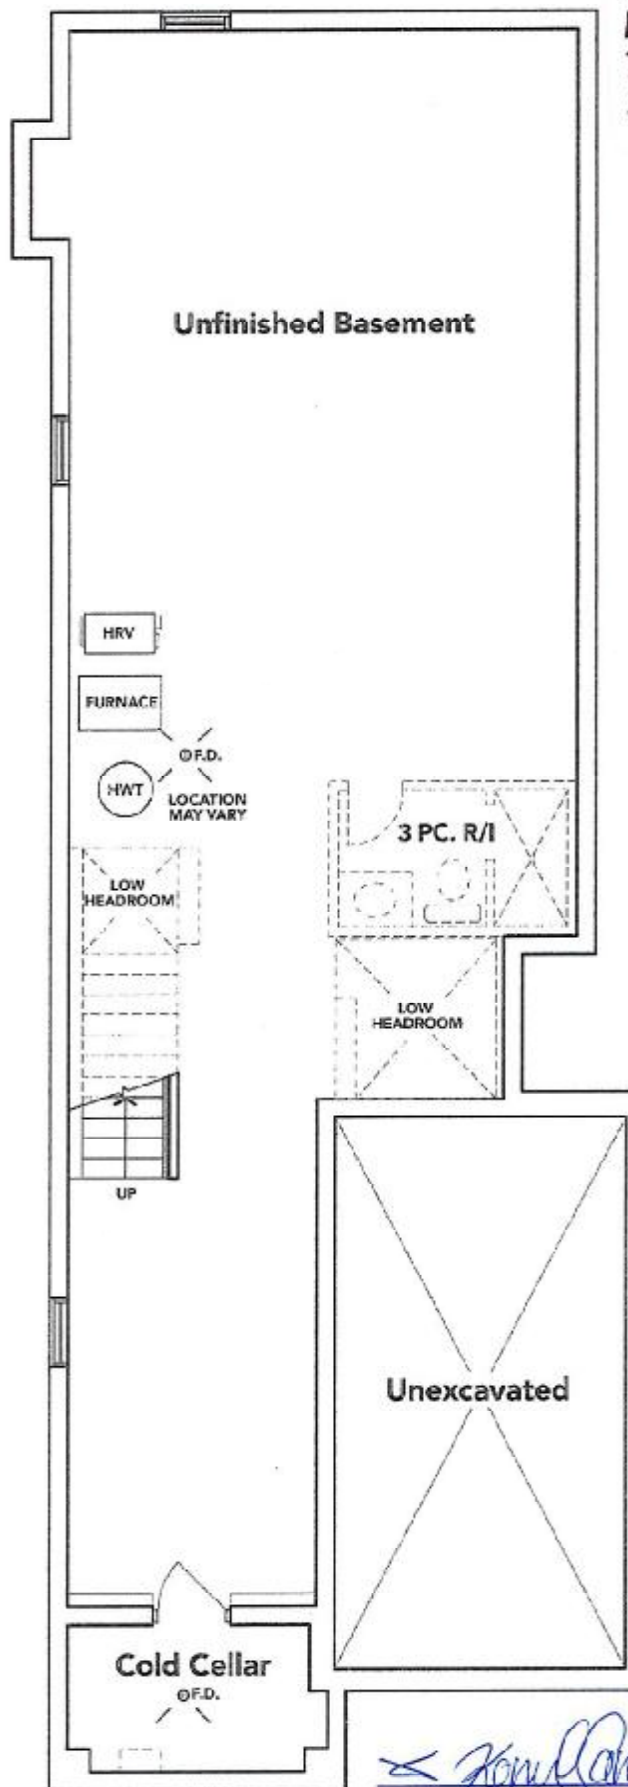 Unfinished Basement
HRV
FURNACE
F.D.
HWT
LOCATION
MAY VARY
3 PC. R/I
LOW
HEADROOM
LOW
HEADROOM
UP
Unexcavated
Cold Cellar
F.D.